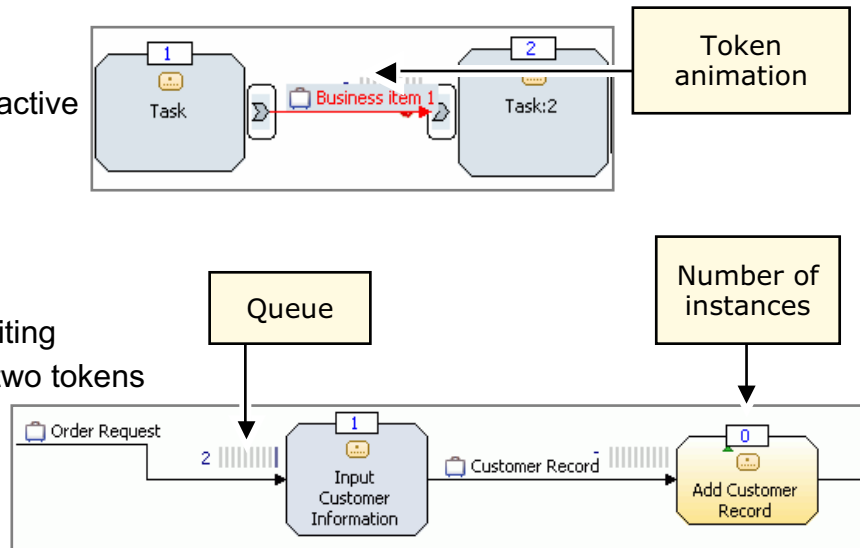 Token
animation
1
2
active
Task
Business item 1
Task:2
Number of
instances
Queue
iting
two tokens
Order Request
1
0
2
Input
Customer
Information
Customer Record
Add Customer
Record